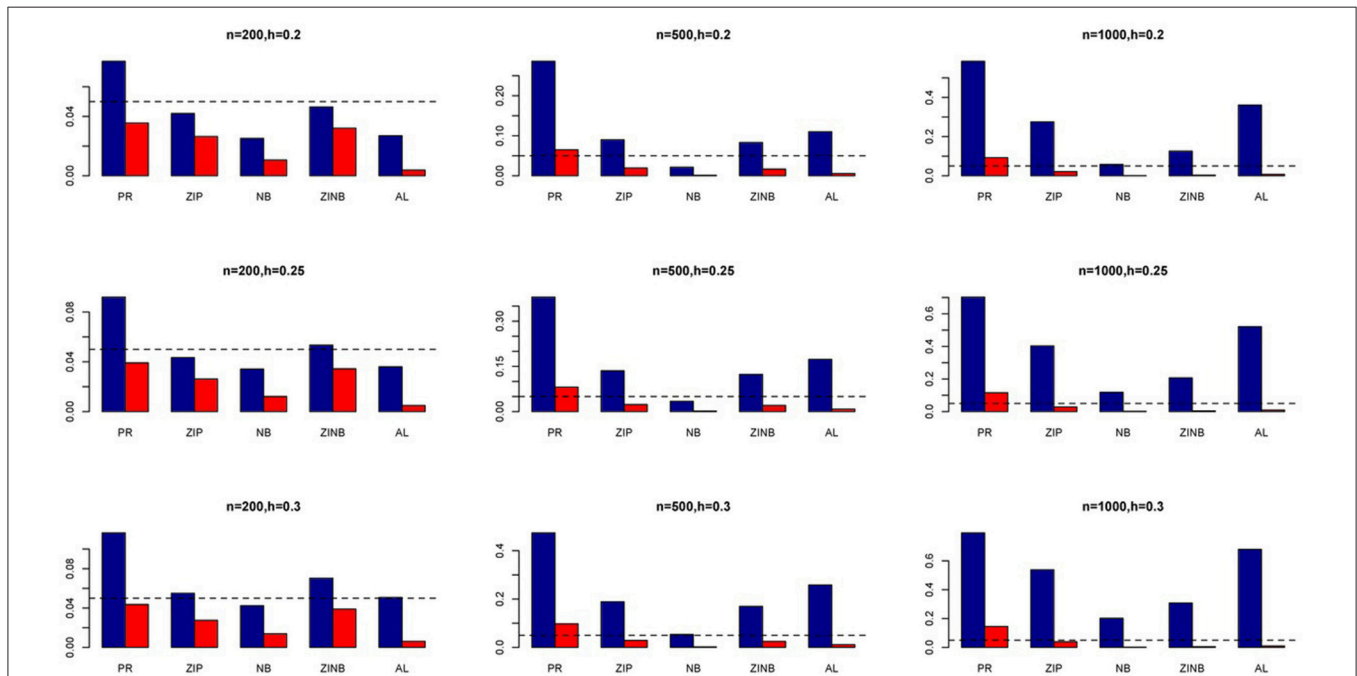 n=200,h=0.2
0.04
0.00
PR ZIP NB ZINB AL
n=500,h=0.2
0.20
0.10
0.00
PR ZIP NB ZINB AL
n=1000,h=0.2
0.4
0.2
0.0
PR ZIP NB ZINB AL
n=200,h=0.25
0.08
0.04
0.00
PR ZIP NB ZINB AL
n=500,h=0.25
0.30
0.15
0.00
PR ZIP NB ZINB AL
n=1000,h=0.25
0.6
0.4
0.2
0.0
PR ZIP NB ZINB AL
n=200,h=0.3
0.08
0.04
0.00
PR ZIP NB ZINB AL
n=500,h=0.3
0.4
0.2
0.0
PR ZIP NB ZINB AL
n=1000,h=0.3
0.6
0.4
0.2
0.0
PR ZIP NB ZINB AL